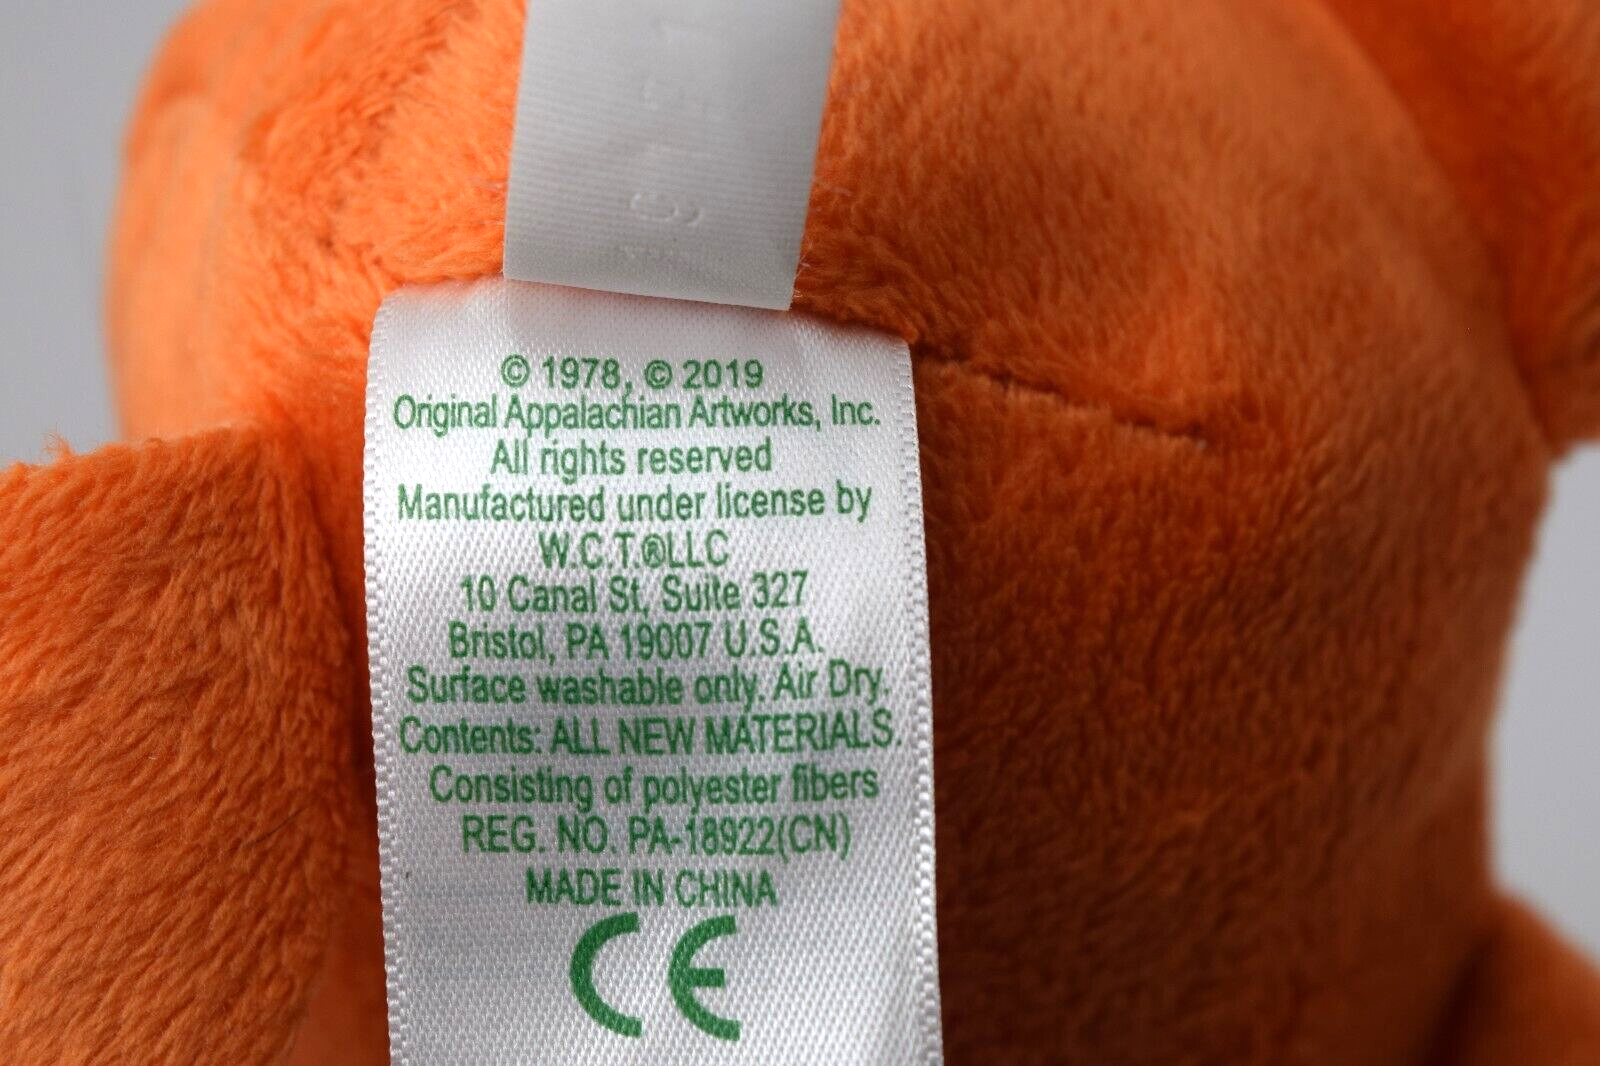 © 1978, © 2019
Original Appalachian Artworks, Inc.
All rights reserved
Manufactured under license by
W.C.T.®LLC
10 Canal St, Suite 327
Bristol, PA 19007 U.S.A.
Surface washable only. Air Dry.
Contents: ALL NEW MATERIALS.
Consisting of polyester fibers
REG. NO. PA-18922(CN)
MADE IN CHINA
CE